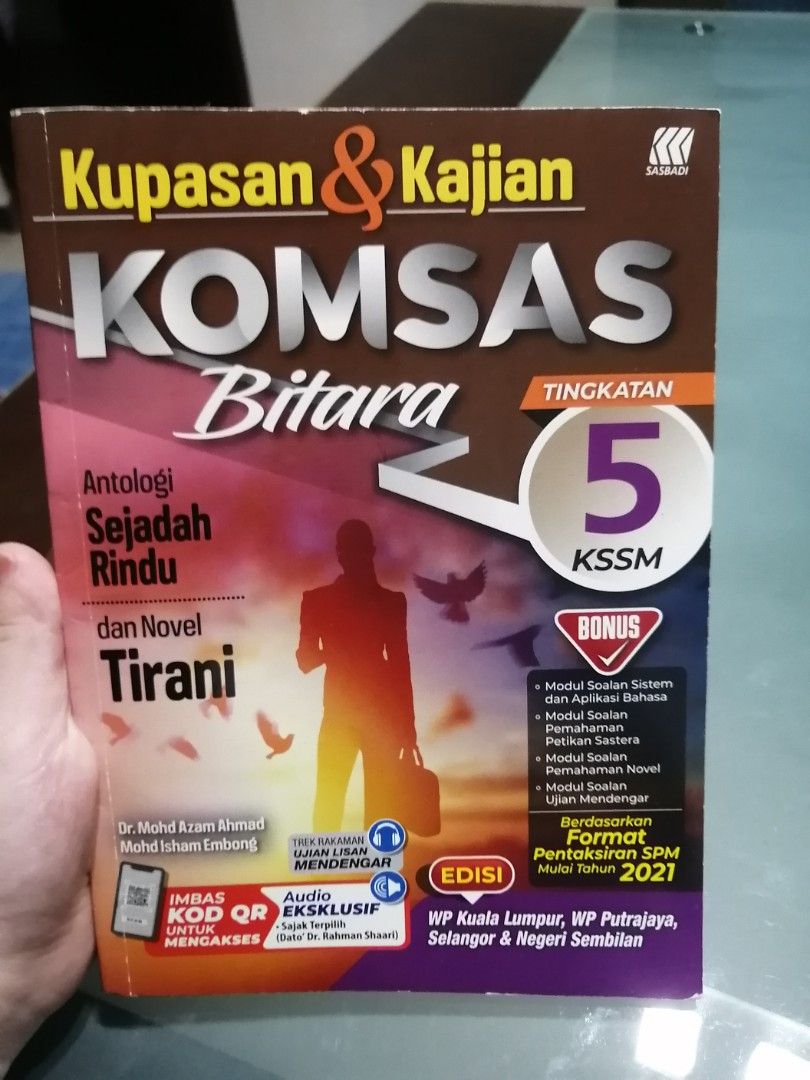 Kupasan & Kajian
SASBADI
KOMSAS
Bitara
TINGKATAN
5
KSSM
Antologi
Sejadah
Rindu
dan Novel
Tirani
BONUS
Modul Soalan Sistem
dan Aplikasi Bahasa
Modul Soalan
Pemahaman
Petikan Sastera
Modul Soalan
Pemahaman Novel
Modul Soalan
Ujian Mendengar
Berdasarkan
Format
Pentaksiran SPM
Mulai Tahun 2021
Dr. Mohd Azam Ahmad
Mohd Isham Embong
TREK RAKAMAN
UJIAN LISAN
MENDENGAR
IMBAS
KOD QR
UNTUK
MENGAKSES
Audio
EKSKLUSIF
• Sajak Terpilih
(Dato' Dr. Rahman Shaari)
EDISI
WP Kuala Lumpur, WP Putrajaya,
Selangor & Negeri Sembilan